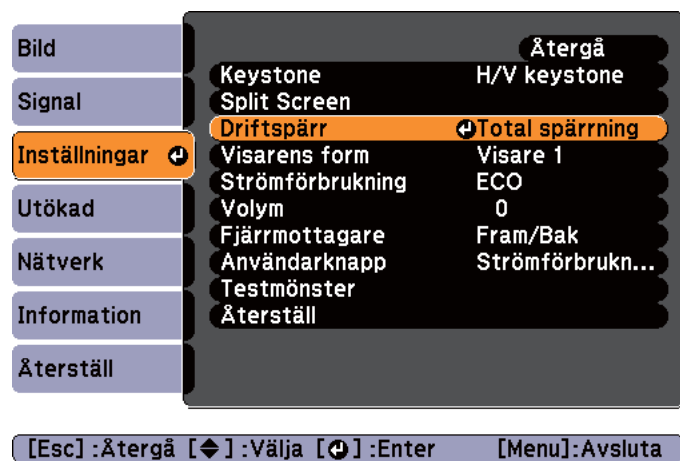 Bild
Signal
Inställningar
Utökad
Nätverk
Information
Återställ
Återgå
Keystone H/V keystone
Split Screen
Driftspärr Total spärrning
Visarens form Visare 1
Strömförbrukning ECO
Volym 0
Fjärrmottagare Fram/Bak
Användarknapp Strömförbrukn...
Testmönster
Återställ
[Esc] :Återgå [◆] :Välja [⏎] :Enter [Menu]:Avsluta